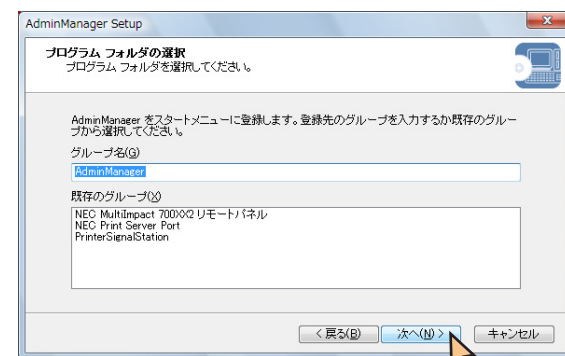 AdminManager Setup
プログラム フォルダの選択
プログラム フォルダを選択してください。
AdminManager をスタートメニューに登録します。登録先のグループを入力するか既存のグルー
プから選択してください。
グループ名(G)
AdminManager
既存のグループ(X)
NEC MultiImpact 700XX2 リモートパネル
NEC Print Server Port
PrinterSignalStation
< 戻る(B)
次へ(N) >
キャンセル